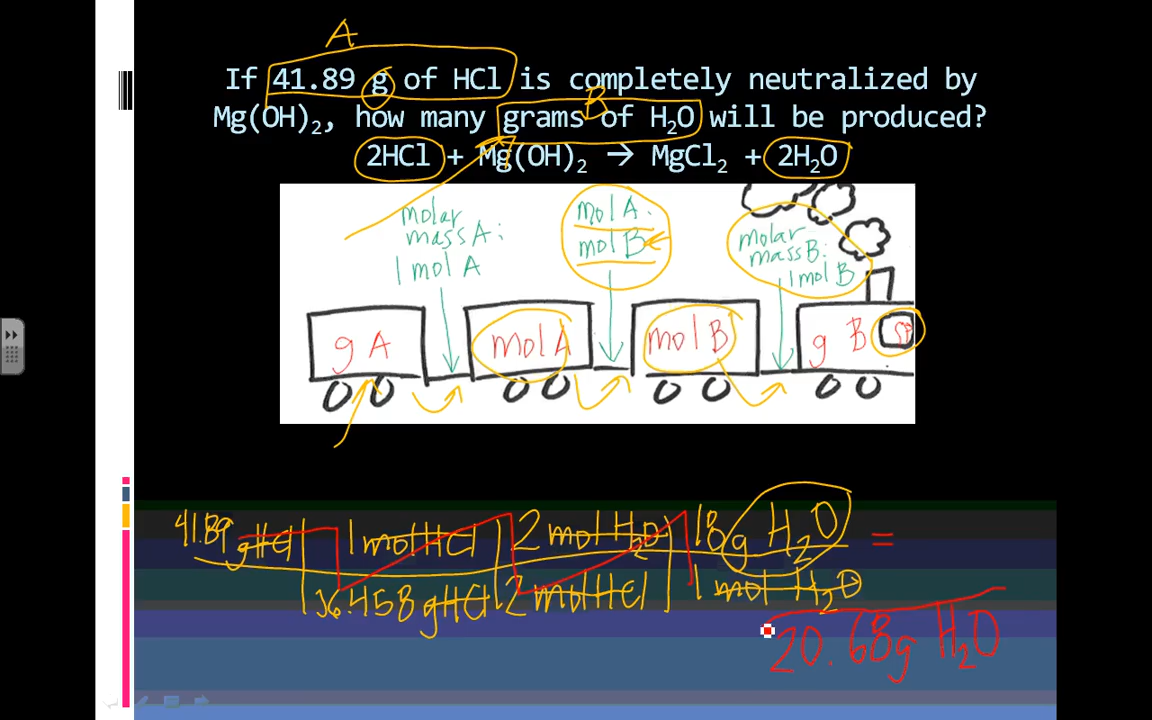 A
If 41.89 g of HCl is completely neutralized by
B
Mg(OH)₂, how many grams of H₂O will be produced?
2HCl + Mg(OH)₂ → MgCl₂ + 2H₂O
molar
mass A:
1 mol A
mol A
mol B
molar
mass B:
1 mol B
g A
mol A
mol B
g B
41.89 g HCl | 1 mol HCl | 2 mol H₂O | 18 g H₂O =
36.458 g HCl | 2 mol HCl | 1 mol H₂O
20.68 g H₂O